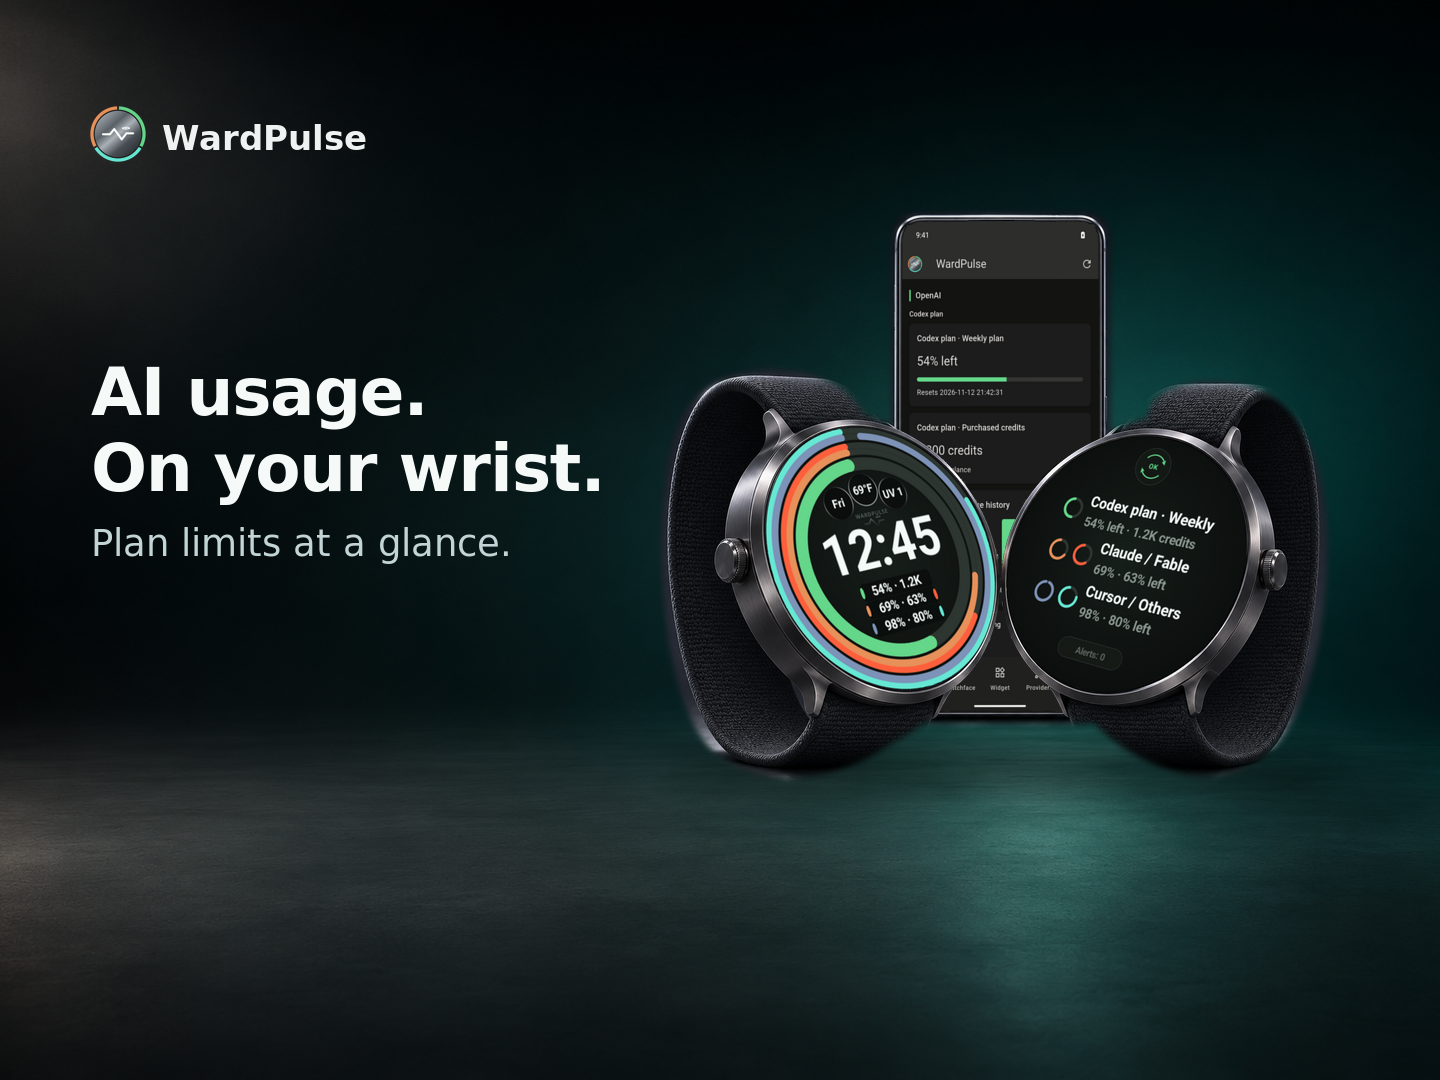 WardPulse
AI usage.
On your wrist.
Plan limits at a glance.
9:41
WardPulse
OpenAI
Codex plan
Codex plan · Weekly plan
54% left
Resets 2026-11-12 21:42:31
Codex plan · Purchased credits
credits
history
Widget
Fri
69°F
UV 1
WARDPULSE
12:45
54% · 1.2K
69% · 63%
98% · 80%
OK
Codex plan · Weekly
54% left · 1.2K credits
Claude / Fable
69% · 63% left
Cursor / Others
98% · 80% left
Alerts: 0